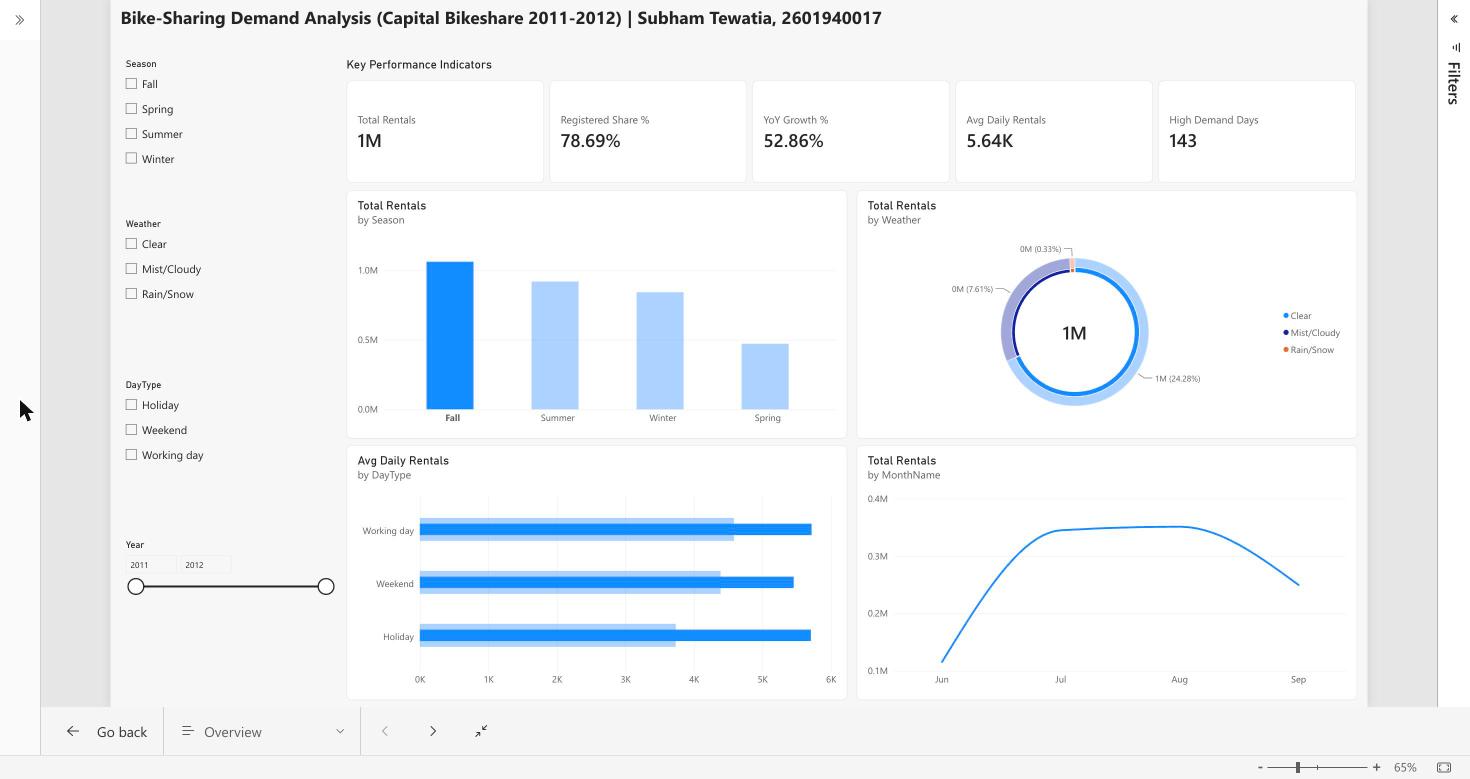 Bike-Sharing Demand Analysis (Capital Bikeshare 2011-2012) | Subham Tewatia, 2601940017
Filters
Season
Fall
Spring
Summer
Winter
Weather
Clear
Mist/Cloudy
Rain/Snow
DayType
Holiday
Weekend
Working day
Year
2011 2012
Key Performance Indicators
Total Rentals
1M
Registered Share %
78.69%
YoY Growth %
52.86%
Avg Daily Rentals
5.64K
High Demand Days
143
Total Rentals
by Season
1.0M
0.5M
0.0M
Fall Summer Winter Spring
Total Rentals
by Weather
0M (0.33%)
0M (7.61%)
1M
1M (24.28%)
Clear
Mist/Cloudy
Rain/Snow
Avg Daily Rentals
by DayType
Working day
Weekend
Holiday
0K 1K 2K 3K 4K 5K 6K
Total Rentals
by MonthName
0.4M
0.3M
0.2M
0.1M
Jun Jul Aug Sep
Go back Overview
65%